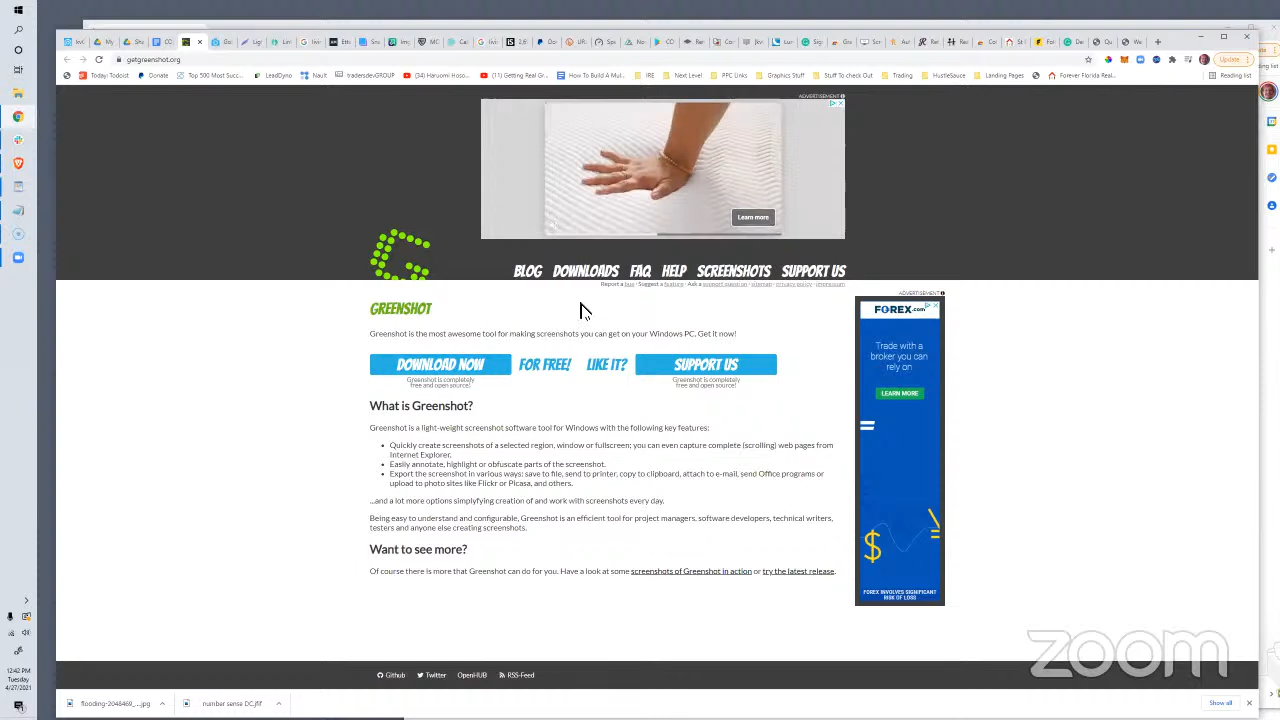 getgreenshot.org
Update
Todayi Todoist
Donate
Top 500 Most Succ...
LeadDyno
Nault
tradersdev.GROUP
(34) Haruomi Hoso...
(11) Getting Real Gr...
How To Build A Mul...
IRE
Next Level
PPC Links
Graphics Stuff
Stuff To check out
Trading
HustleSauce
Landing Pages
Forever Florida Real...
Reading list
ADVERTISEMENT
Learn more
BLOG DOWNLOADS FAQ HELP SCREENSHOTS SUPPORT US
Report a bug · Suggest a feature · Ask a support question · sitemap · privacy policy · impressum
ADVERTISEMENT
GREENSHOT
Greenshot is the most awesome tool for making screenshots you can get on your Windows PC. Get it now!
DOWNLOAD NOW FOR FREE! LIKE IT? SUPPORT US
Greenshot is completely
free and open source!
Greenshot is completely
free and open source!
What is Greenshot?
Greenshot is a light-weight screenshot software tool for Windows with the following key features:
Quickly create screenshots of a selected region, window or fullscreen; you can even capture complete (scrolling) web pages from
Internet Explorer.
Easily annotate, highlight or obfuscate parts of the screenshot.
Export the screenshot in various ways: save to file, send to printer, copy to clipboard, attach to e-mail, send Office programs or
upload to photo sites like Flickr or Picasa, and others.
...and a lot more options simplyfying creation of and work with screenshots every day.
Being easy to understand and configurable, Greenshot is an efficient tool for project managers, software developers, technical writers,
testers and anyone else creating screenshots.
Want to see more?
Of course there is more that Greenshot can do for you. Have a look at some screenshots of Greenshot in action or try the latest release.
FOREX.com
Trade with a
broker you can
rely on
LEARN MORE
FOREX INVOLVES SIGNIFICANT
RISK OF LOSS
Github
Twitter
OpenHUB
RSS-Feed
zoom
12:42 PM
Tuesday
4/27/2021
flooding-2048469_...jpg
number sense DC.jfif
Show all